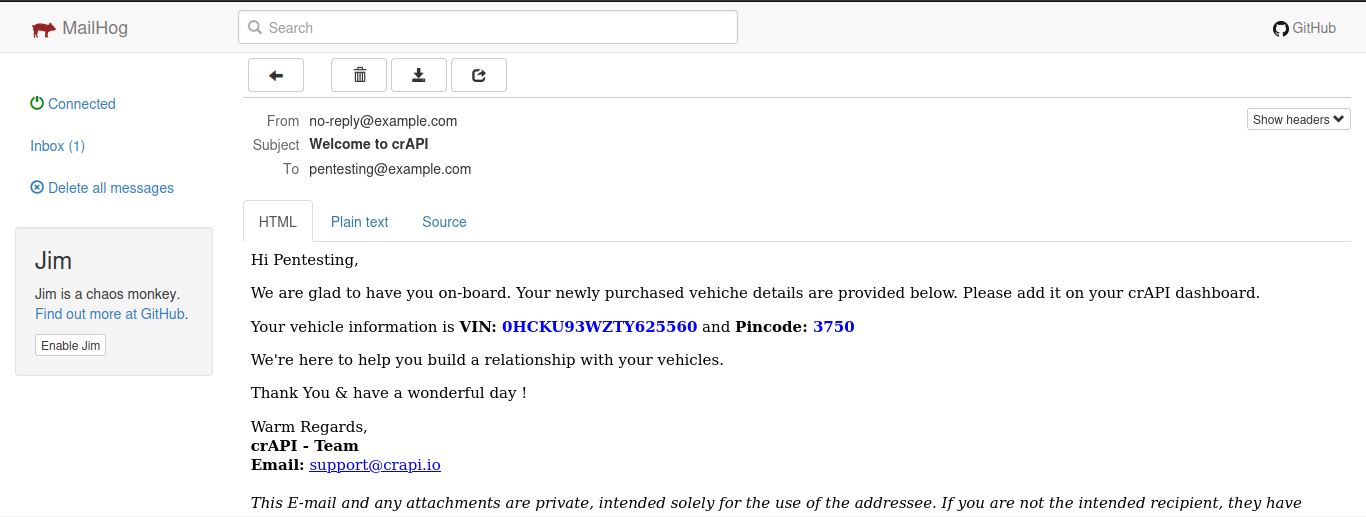 MailHog
Search
GitHub
Connected
Inbox (1)
Delete all messages
Jim
Jim is a chaos monkey.
Find out more at GitHub.
Enable Jim
From no-reply@example.com
Subject Welcome to crAPI
To pentesting@example.com
Show headers
HTML Plain text Source
Hi Pentesting,
We are glad to have you on-board. Your newly purchased vehiche details are provided below. Please add it on your crAPI dashboard.
Your vehicle information is VIN: 0HCKU93WZTY625560 and Pincode: 3750
We're here to help you build a relationship with your vehicles.
Thank You & have a wonderful day !
Warm Regards,
crAPI - Team
Email: support@crapi.io
This E-mail and any attachments are private, intended solely for the use of the addressee. If you are not the intended recipient, they have